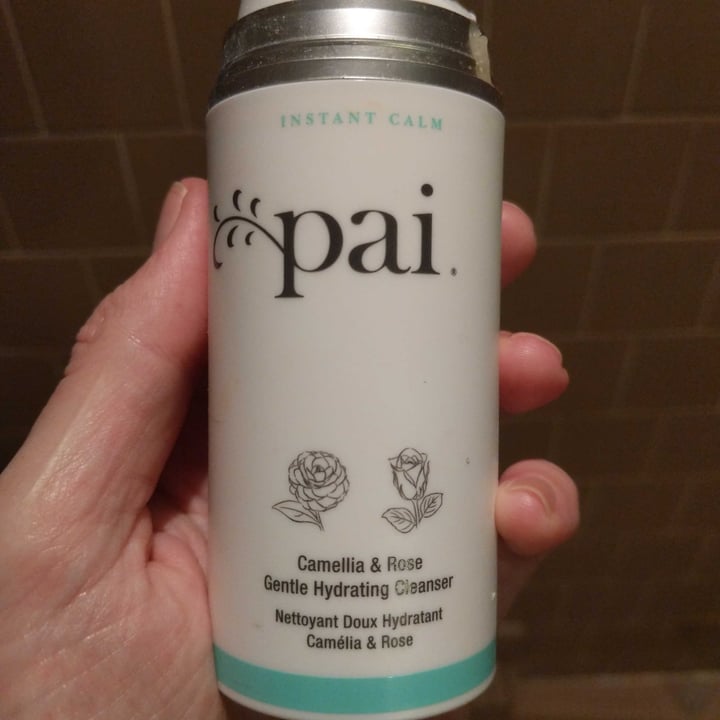 INSTANT CALM
pai®
Camellia & Rose
Gentle Hydrating Cleanser
Nettoyant Doux Hydratant
Camélia & Rose